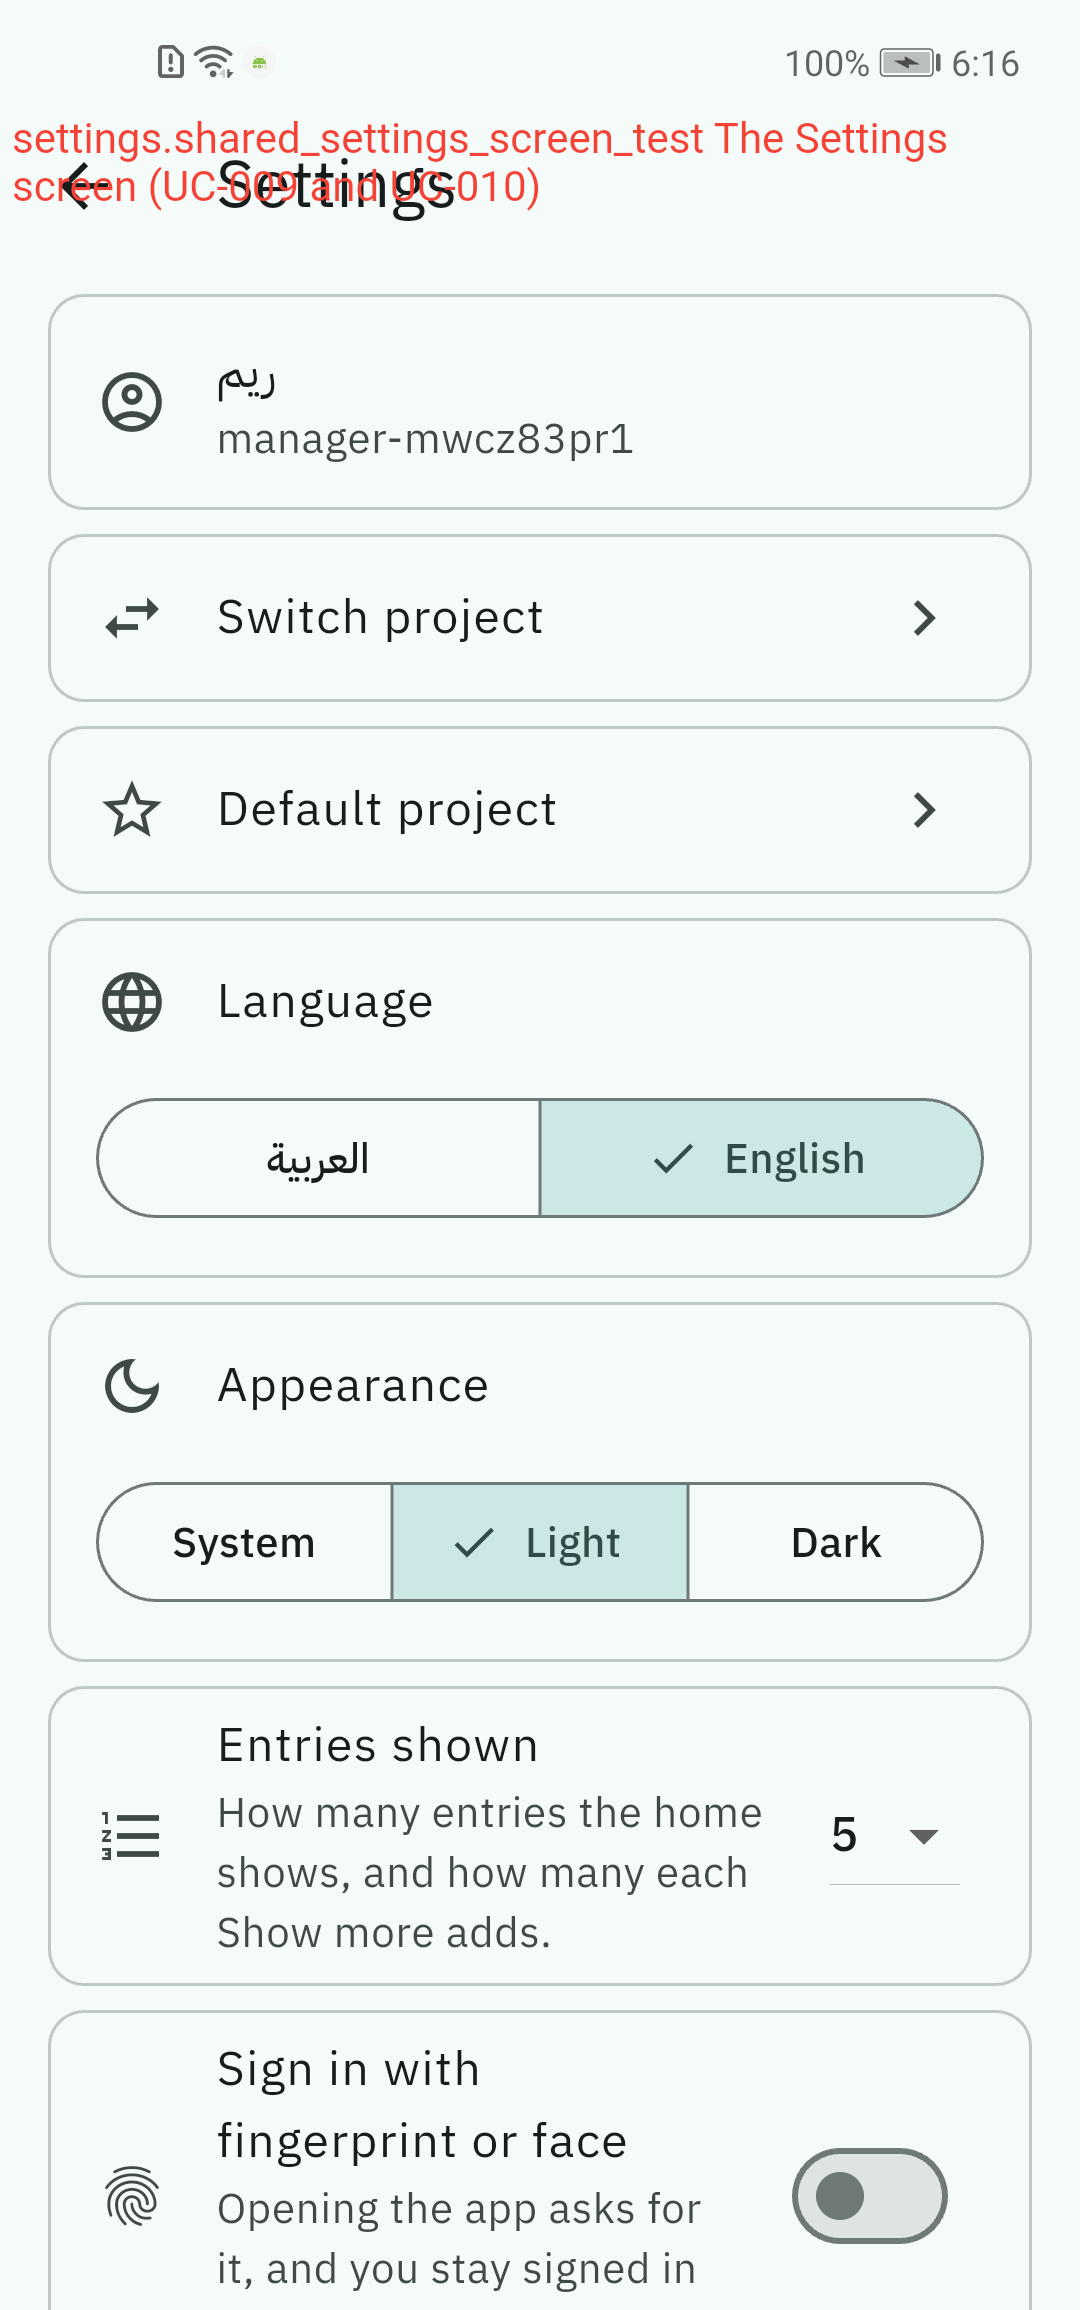 100% 6:16
settings.shared_settings_screen_test The Settings
screen (UC-009 and UC-010)
Settings
ريم
manager-mwcz83pr1
Switch project
Default project
Language
العربية
English
Appearance
System
Light
Dark
Entries shown
How many entries the home
shows, and how many each
Show more adds.
5
Sign in with
fingerprint or face
Opening the app asks for
it, and you stay signed in